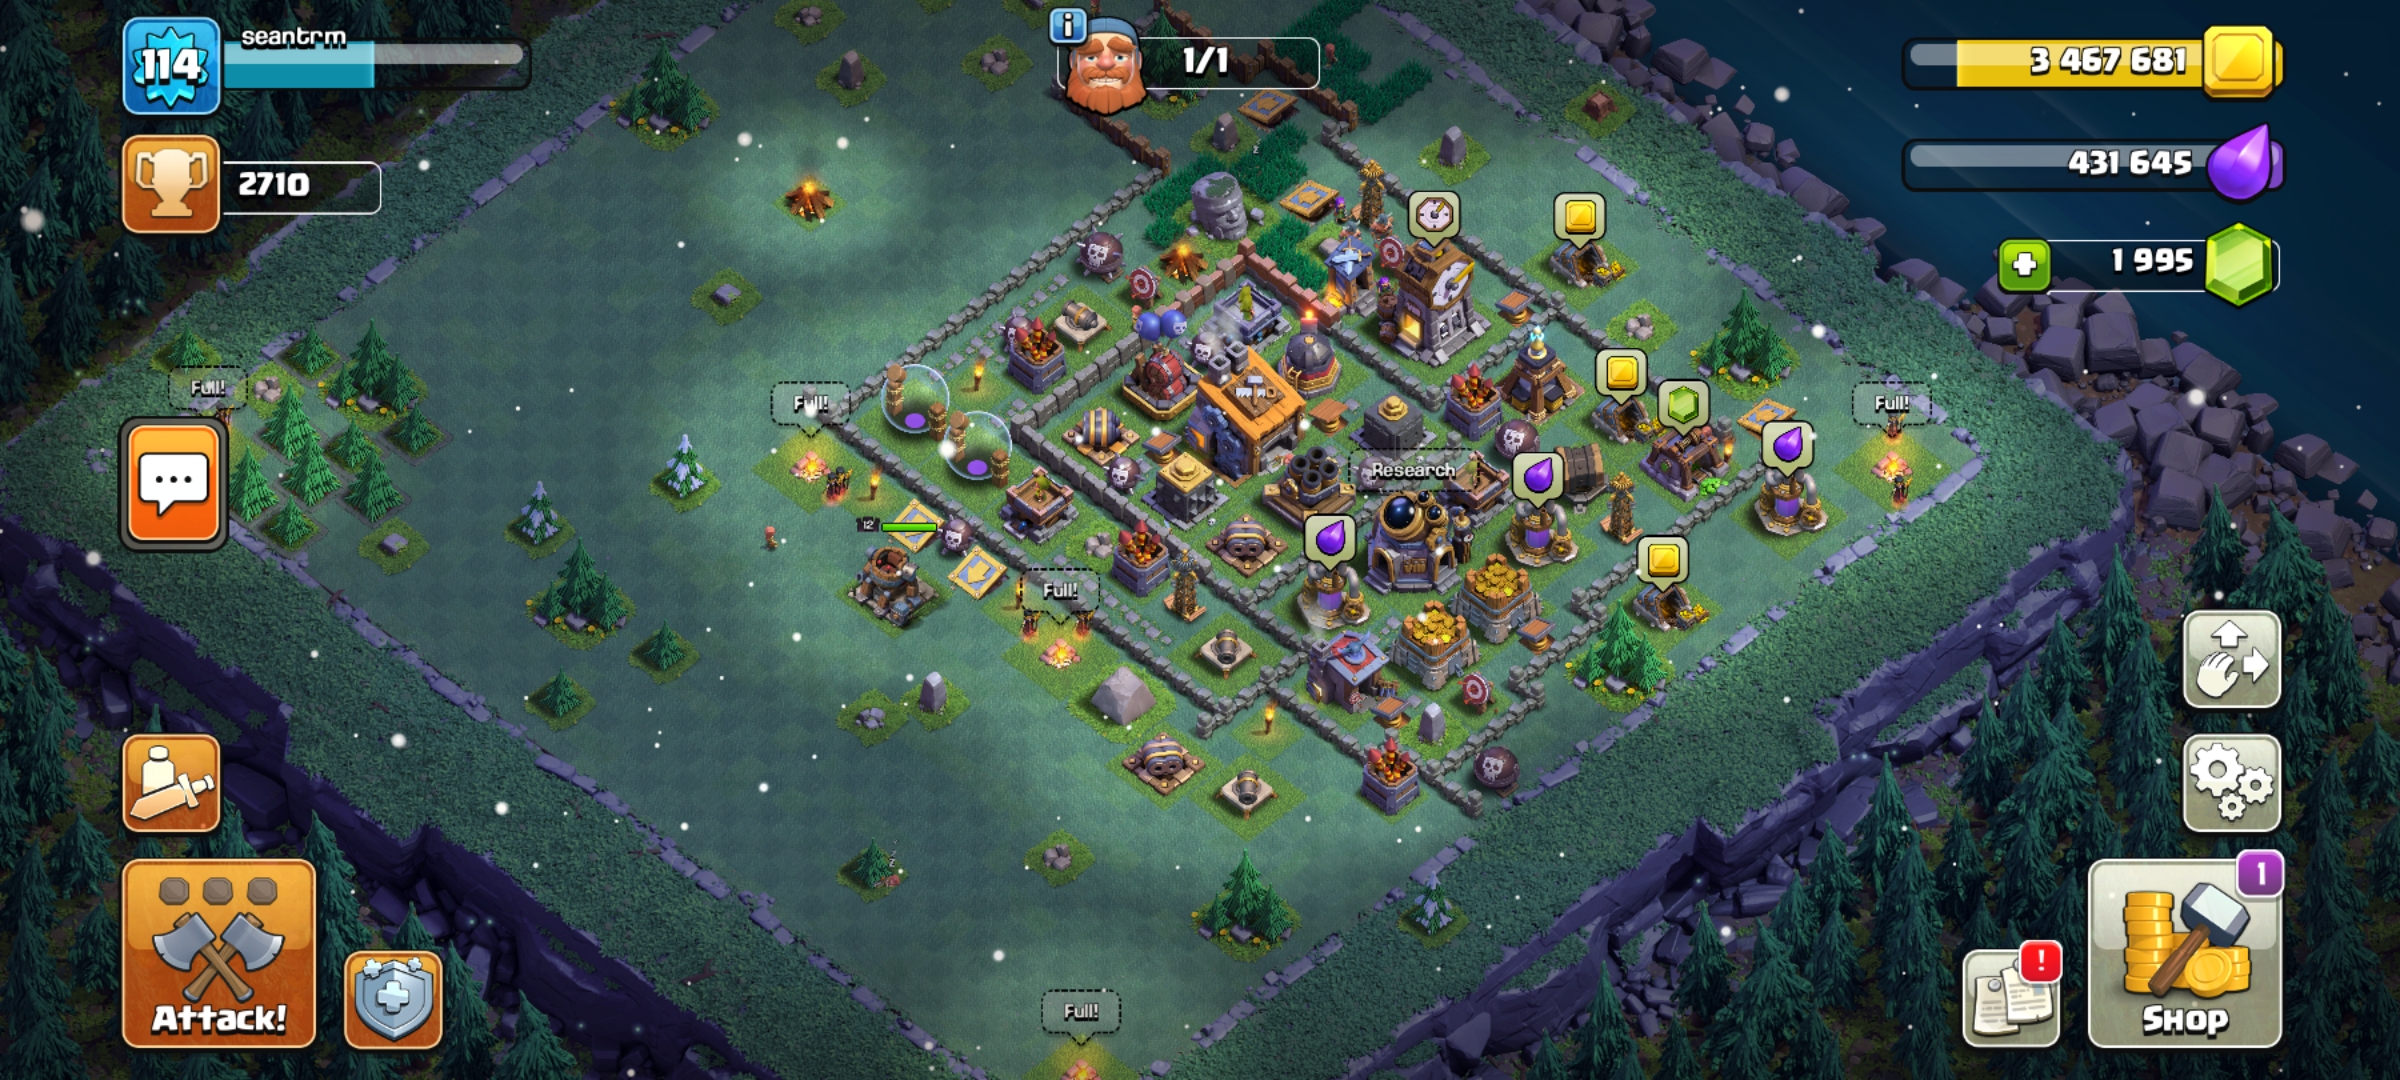 114
seantrm
1/1
3 467 681
2710
431 645
1 995
Full!
Full!
Full!
Research
12
Full!
VIII
1
!
Attack!
Full!
Shop